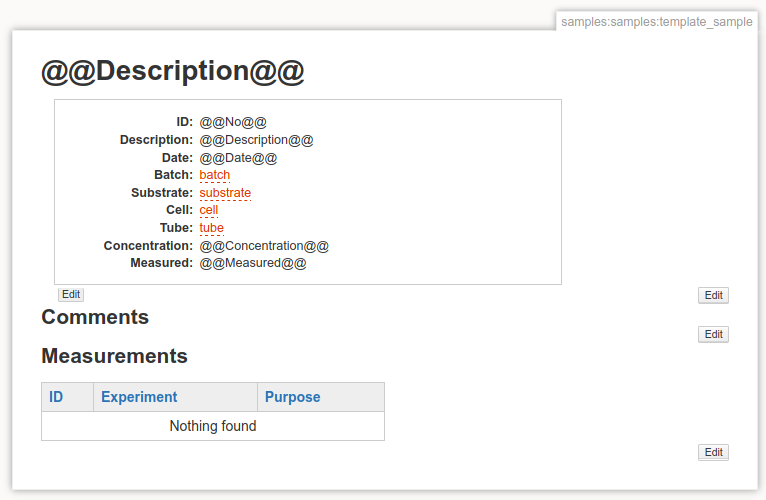 samples:samples:template_sample
@@Description@@
ID: @@No@@
Description: @@Description@@
Date: @@Date@@
Batch: batch
Substrate: substrate
Cell: cell
Tube: tube
Concentration: @@Concentration@@
Measured: @@Measured@@
Edit
Edit
Comments
Edit
Measurements
ID Experiment Purpose
Nothing found
Edit